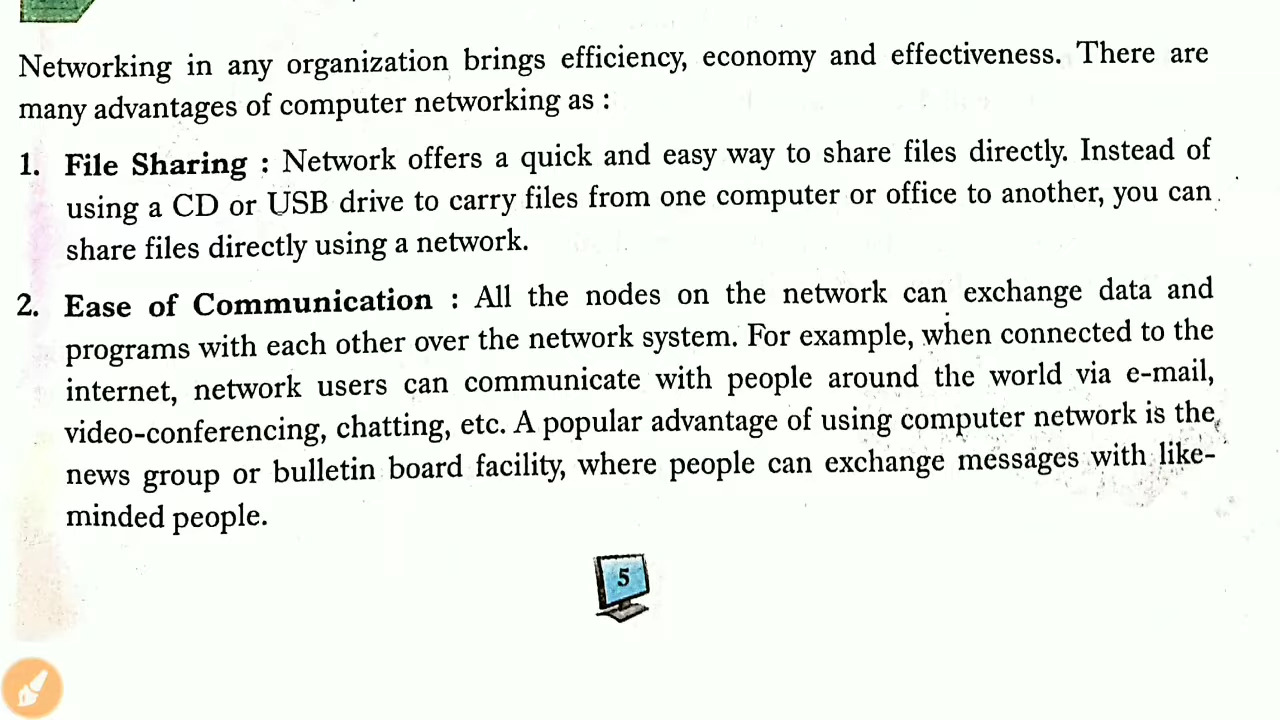 Networking in any organization brings efficiency, economy and effectiveness. There are
many advantages of computer networking as :
1. File Sharing : Network offers a quick and easy way to share files directly. Instead of
using a CD or USB drive to carry files from one computer or office to another, you can
share files directly using a network.
2. Ease of Communication : All the nodes on the network can exchange data and
programs with each other over the network system. For example, when connected to the
internet, network users can communicate with people around the world via e-mail,
video-conferencing, chatting, etc. A popular advantage of using computer network is the
news group or bulletin board facility, where people can exchange messages with like-
minded people.
5